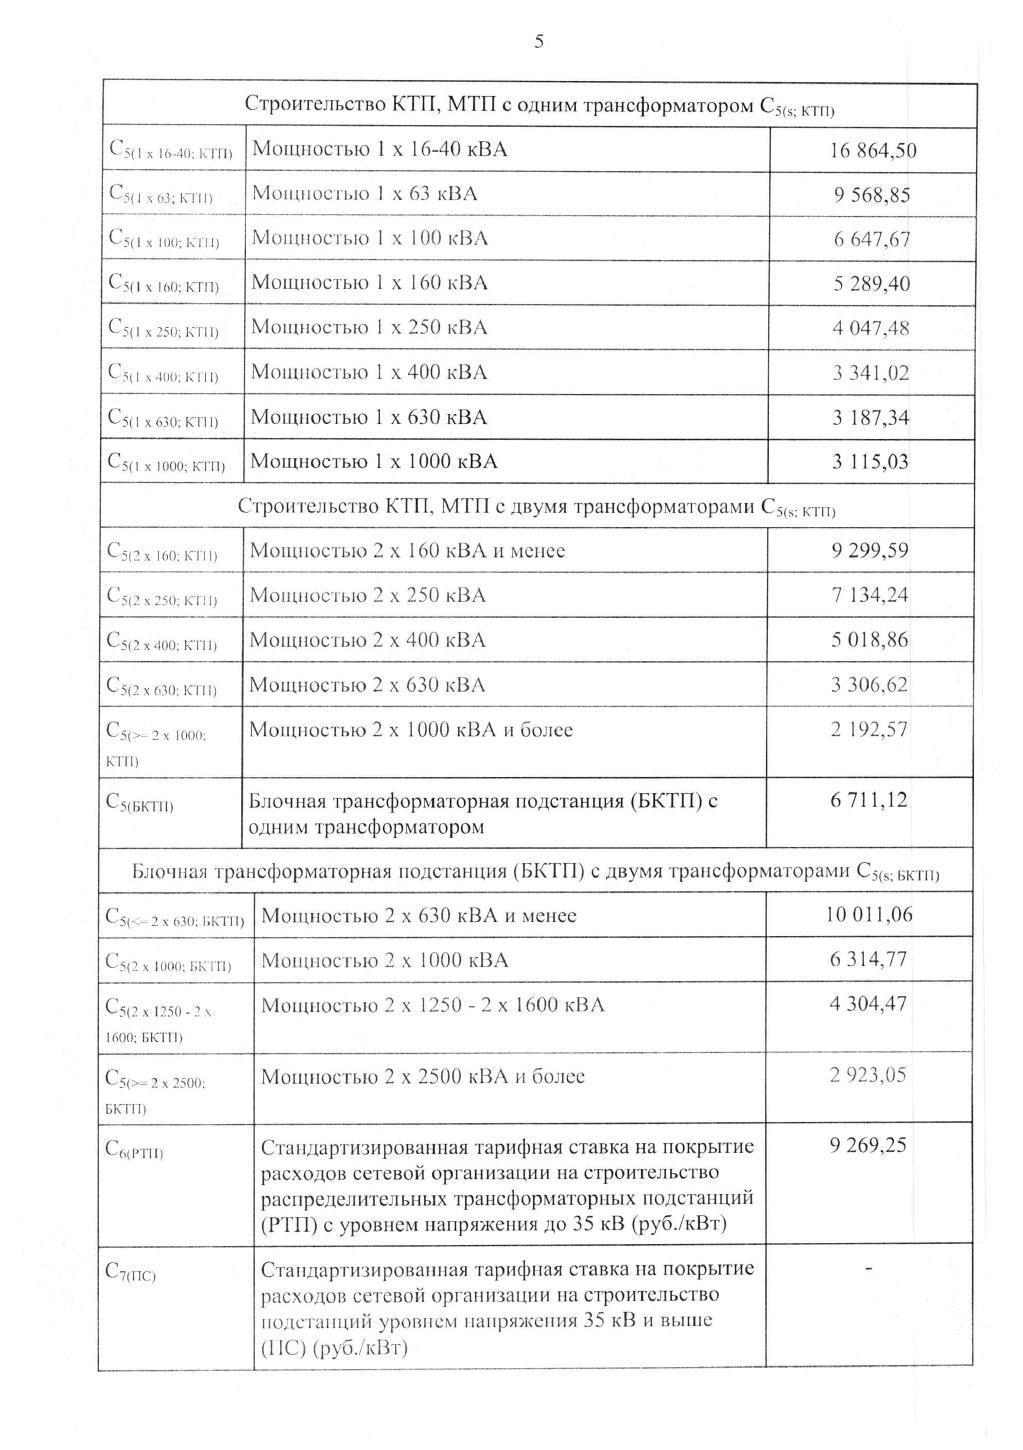 5
Строительство КТП, МТП с одним трансформатором C5(s; КТП)
C5(1 x 16-40; КТП) Мощностью 1 x 16-40 кВА 16 864,50
C5(1 x 63; КТП) Мощностью 1 x 63 кВА 9 568,85
C5(1 x 100; КТП) Мощностью 1 x 100 кВА 6 647,67
C5(1 x 160; КТП) Мощностью 1 x 160 кВА 5 289,40
C5(1 x 250; КТП) Мощностью 1 x 250 кВА 4 047,48
C5(1 x 400; КТП) Мощностью 1 x 400 кВА 3 341,02
C5(1 x 630; КТП) Мощностью 1 x 630 кВА 3 187,34
C5(1 x 1000; КТП) Мощностью 1 x 1000 кВА 3 115,03
Строительство КТП, МТП с двумя трансформаторами C5(s; КТП)
C5(2 x 160; КТП) Мощностью 2 x 160 кВА и менее 9 299,59
C5(2 x 250; КТП) Мощностью 2 x 250 кВА 7 134,24
C5(2 x 400; КТП) Мощностью 2 x 400 кВА 5 018,86
C5(2 x 630; КТП) Мощностью 2 x 630 кВА 3 306,62
C5(>= 2 x 1000; Мощностью 2 x 1000 кВА и более 2 192,57
КТП)
C5(БКТП) Блочная трансформаторная подстанция (БКТП) с 6 711,12
одним трансформатором
Блочная трансформаторная подстанция (БКТП) с двумя трансформаторами C5(s; БКТП)
C5(<= 2 x 630; БКТП) Мощностью 2 x 630 кВА и менее 10 011,06
C5(2 x 1000; БКТП) Мощностью 2 x 1000 кВА 6 314,77
C5(2 x 1250 - 2 x Мощностью 2 x 1250 - 2 x 1600 кВА 4 304,47
1600; БКТП)
C5(>= 2 x 2500; Мощностью 2 x 2500 кВА и более 2 923,05
БКТП)
C6(РТП) Стандартизированная тарифная ставка на покрытие 9 269,25
расходов сетевой организации на строительство
распределительных трансформаторных подстанций
(РТП) с уровнем напряжения до 35 кВ (руб./кВт)
C7(ПС) Стандартизированная тарифная ставка на покрытие -
расходов сетевой организации на строительство
подстанций уровнем напряжения 35 кВ и выше
(ПС) (руб./кВт)